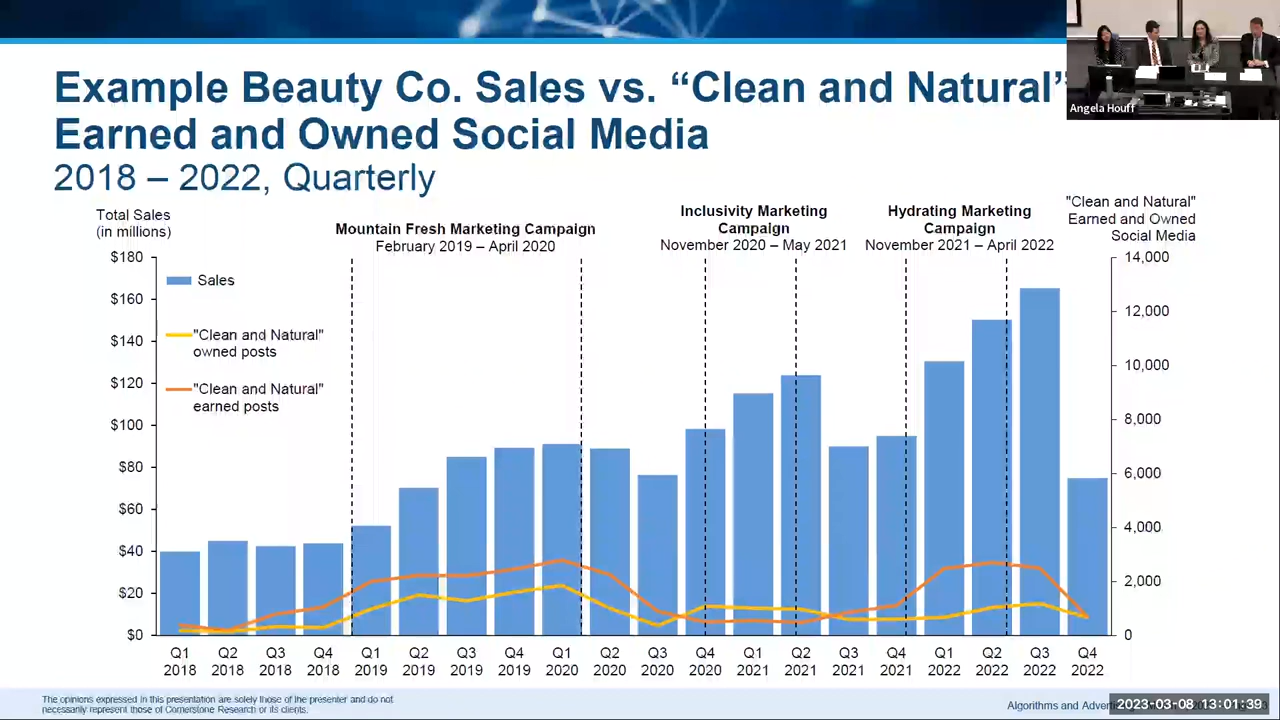 Example Beauty Co. Sales vs. “Clean and Natural”
Earned and Owned Social Media
2018 – 2022, Quarterly
Angela Houff
Total Sales
(in millions)
Mountain Fresh Marketing Campaign
February 2019 – April 2020
Inclusivity Marketing
Campaign
November 2020 – May 2021
Hydrating Marketing
Campaign
November 2021 – April 2022
"Clean and Natural"
Earned and Owned
Social Media
$180
$160
$140
$120
$100
$80
$60
$40
$20
$0
Sales
"Clean and Natural"
owned posts
"Clean and Natural"
earned posts
14,000
12,000
10,000
8,000
6,000
4,000
2,000
0
Q1 Q2 Q3 Q4 Q1 Q2 Q3 Q4 Q1 Q2 Q3 Q4 Q1 Q2 Q3 Q4 Q1 Q2 Q3 Q4
2018 2018 2018 2018 2019 2019 2019 2019 2020 2020 2020 2020 2021 2021 2021 2021 2022 2022 2022 2022
The opinions expressed in this presentation are solely those of the presenter and do not
necessarily represent those of Cornerstone Research or its clients.
Algorithms and
2023-03-08 13:01:39